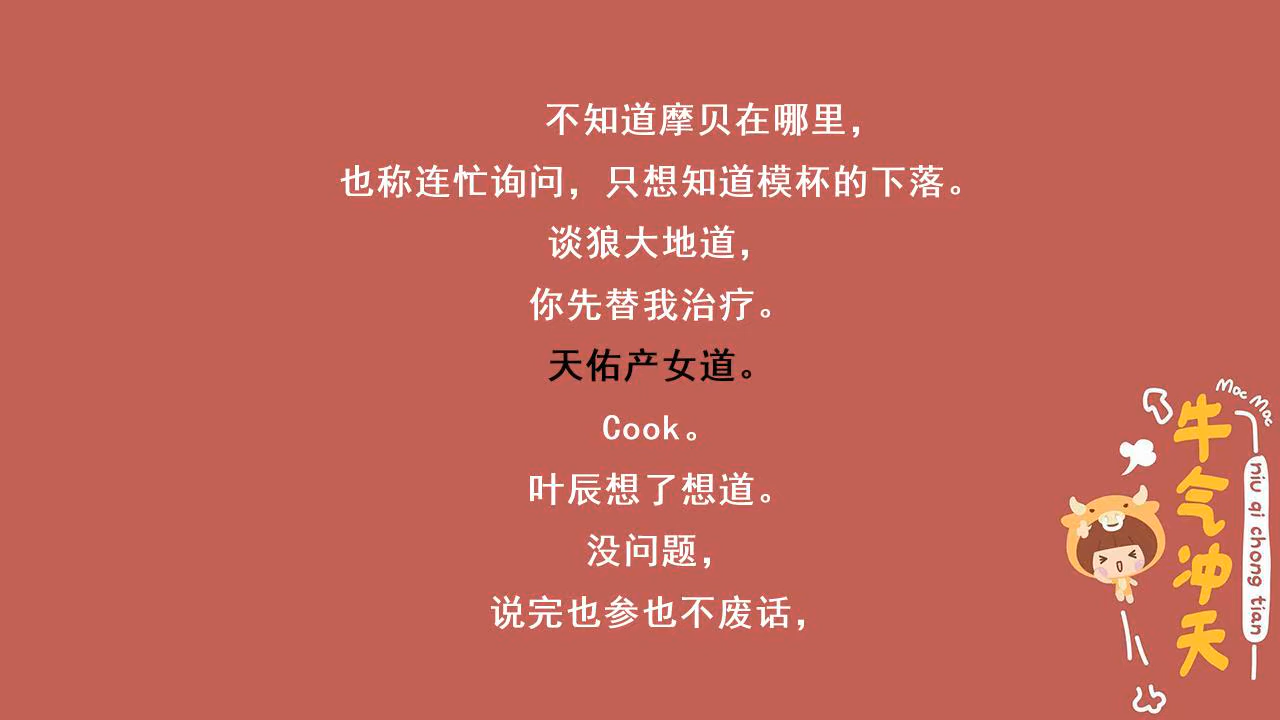 不知道摩贝在哪里，
也称连忙询问，只想知道模杯的下落。
谈狼大地道，
你先替我治疗。
天佑产女道。
Cook。
叶辰想了想道。
没问题，
说完也参也不废话，
Moc Moc
牛气冲天
niu qi chong tian